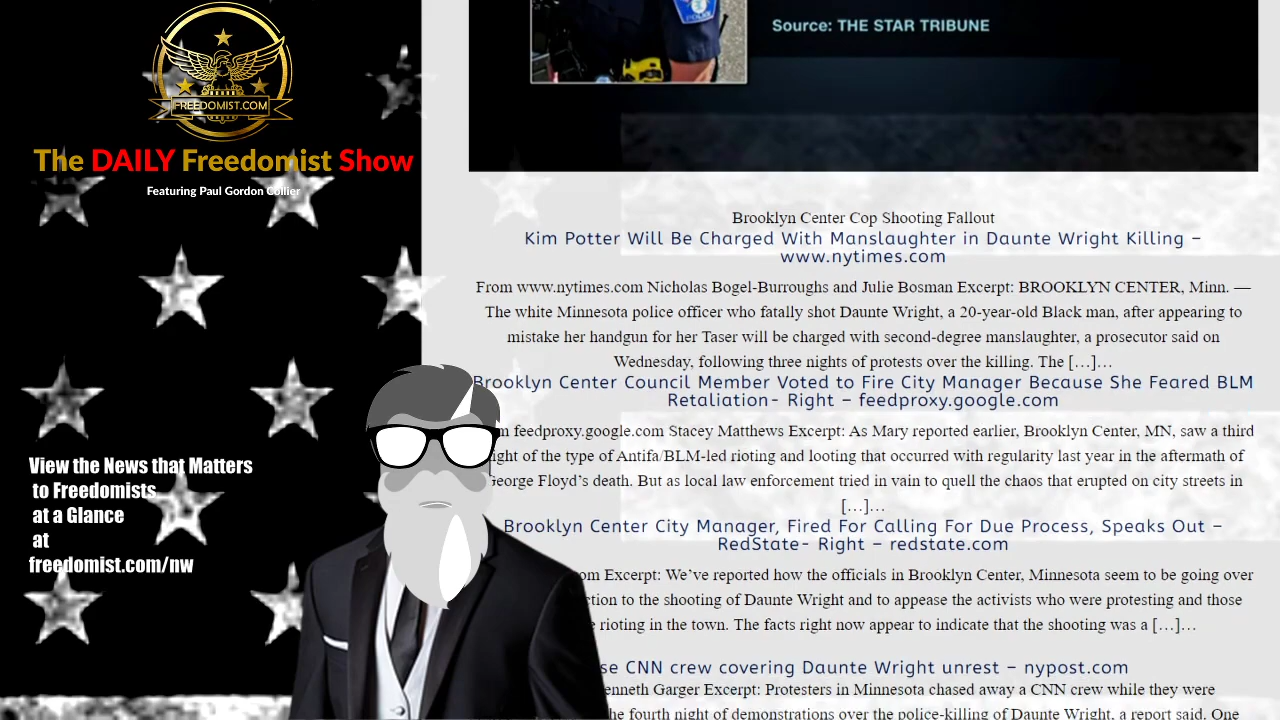 FREEDOMIST.COM
The DAILY Freedomist Show
Featuring Paul Gordon Collier
View the News that Matters
to Freedomists
at a Glance
at
freedomist.com/nw
POLICE
Source: THE STAR TRIBUNE
Brooklyn Center Cop Shooting Fallout
Kim Potter Will Be Charged With Manslaughter in Daunte Wright Killing –
www.nytimes.com
From www.nytimes.com Nicholas Bogel-Burroughs and Julie Bosman Excerpt: BROOKLYN CENTER, Minn. —
The white Minnesota police officer who fatally shot Daunte Wright, a 20-year-old Black man, after appearing to
mistake her handgun for her Taser will be charged with second-degree manslaughter, a prosecutor said on
Wednesday, following three nights of protests over the killing. The […]…
Brooklyn Center Council Member Voted to Fire City Manager Because She Feared BLM
Retaliation- Right – feedproxy.google.com
feedproxy.google.com Stacey Matthews Excerpt: As Mary reported earlier, Brooklyn Center, MN, saw a third
of the type of Antifa/BLM-led rioting and looting that occurred with regularity last year in the aftermath of
George Floyd’s death. But as local law enforcement tried in vain to quell the chaos that erupted on city streets in
[…]…
Brooklyn Center City Manager, Fired For Calling For Due Process, Speaks Out –
RedState- Right – redstate.com
Excerpt: We’ve reported how the officials in Brooklyn Center, Minnesota seem to be going over
to the shooting of Daunte Wright and to appease the activists who were protesting and those
rioting in the town. The facts right now appear to indicate that the shooting was a […]…
CNN crew covering Daunte Wright unrest – nypost.com
Garger Excerpt: Protesters in Minnesota chased away a CNN crew while they were
the fourth night of demonstrations over the police-killing of Daunte Wright, a report said. One